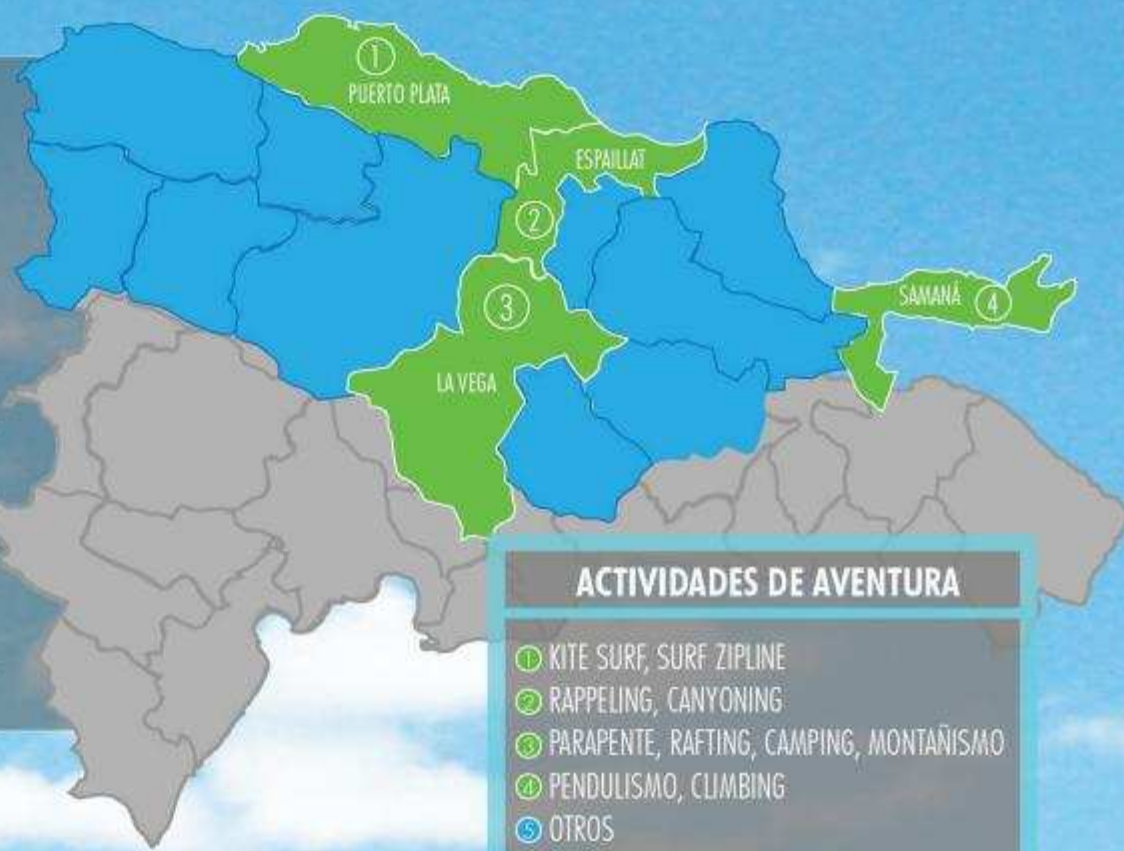 ①
PUERTO PLATA
ESPAILLAT
②
③
SAMANÁ ④
LA VEGA
ACTIVIDADES DE AVENTURA
① KITE SURF, SURF ZIPLINE
② RAPPELING, CANYONING
③ PARAPENTE, RAFTING, CAMPING, MONTAÑISMO
④ PENDULISMO, CLIMBING
⑤ OTROS